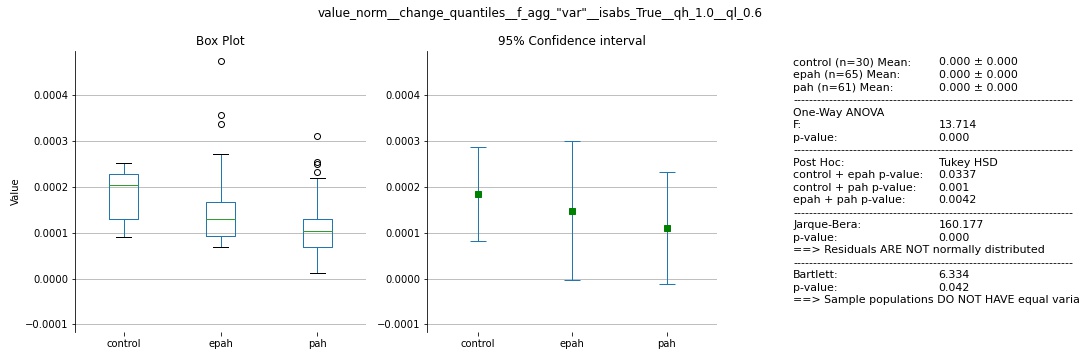 value_norm__change_quantiles__f_agg_"var"__isabs_True__qh_1.0__ql_0.6
Box Plot
Value
0.0004
0.0003
0.0002
0.0001
0.0000
−0.0001
control epah pah
95% Confidence interval
0.0004
0.0003
0.0002
0.0001
0.0000
−0.0001
control epah pah
control (n=30) Mean: 0.000 ± 0.000
epah (n=65) Mean: 0.000 ± 0.000
pah (n=61) Mean: 0.000 ± 0.000
One-Way ANOVA
F: 13.714
p-value: 0.000
Post Hoc: Tukey HSD
control + epah p-value: 0.0337
control + pah p-value: 0.001
epah + pah p-value: 0.0042
Jarque-Bera: 160.177
p-value: 0.000
==> Residuals ARE NOT normally distributed
Bartlett: 6.334
p-value: 0.042
==> Sample populations DO NOT HAVE equal varia